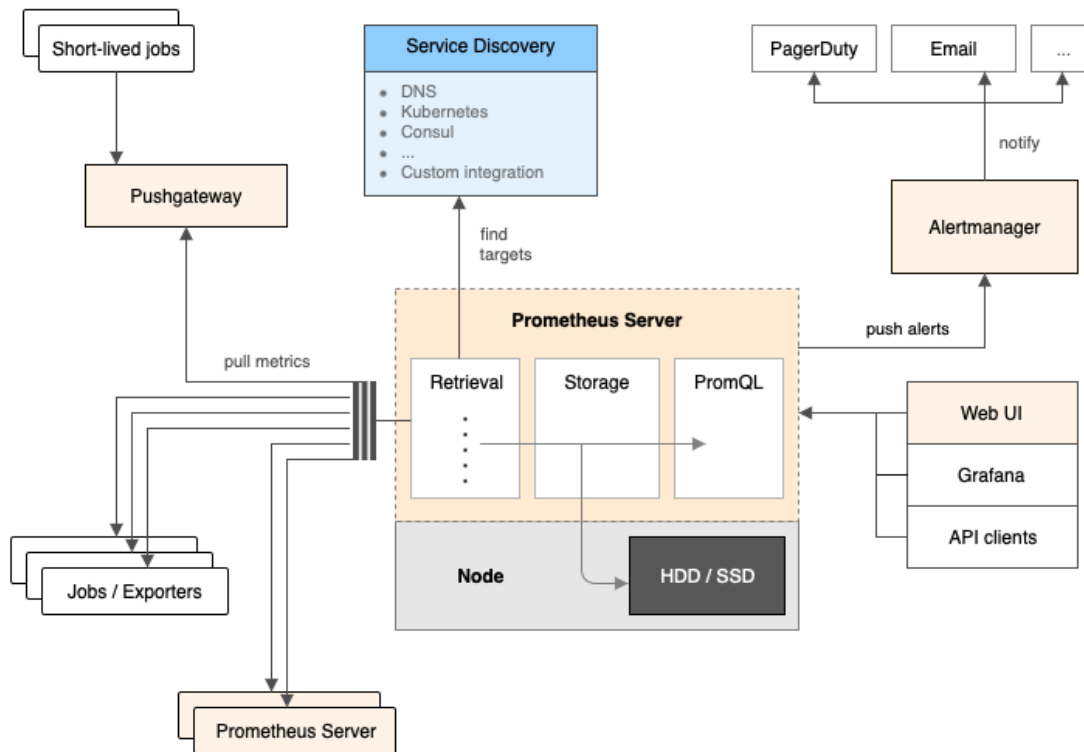 Short-lived jobs
Service Discovery
DNS
Kubernetes
Consul
...
Custom integration
PagerDuty
Email
...
notify
Pushgateway
Alertmanager
find
targets
Prometheus Server
push alerts
pull metrics
Retrieval
Storage
PromQL
Web UI
Grafana
API clients
Node
HDD / SSD
Jobs / Exporters
Prometheus Server